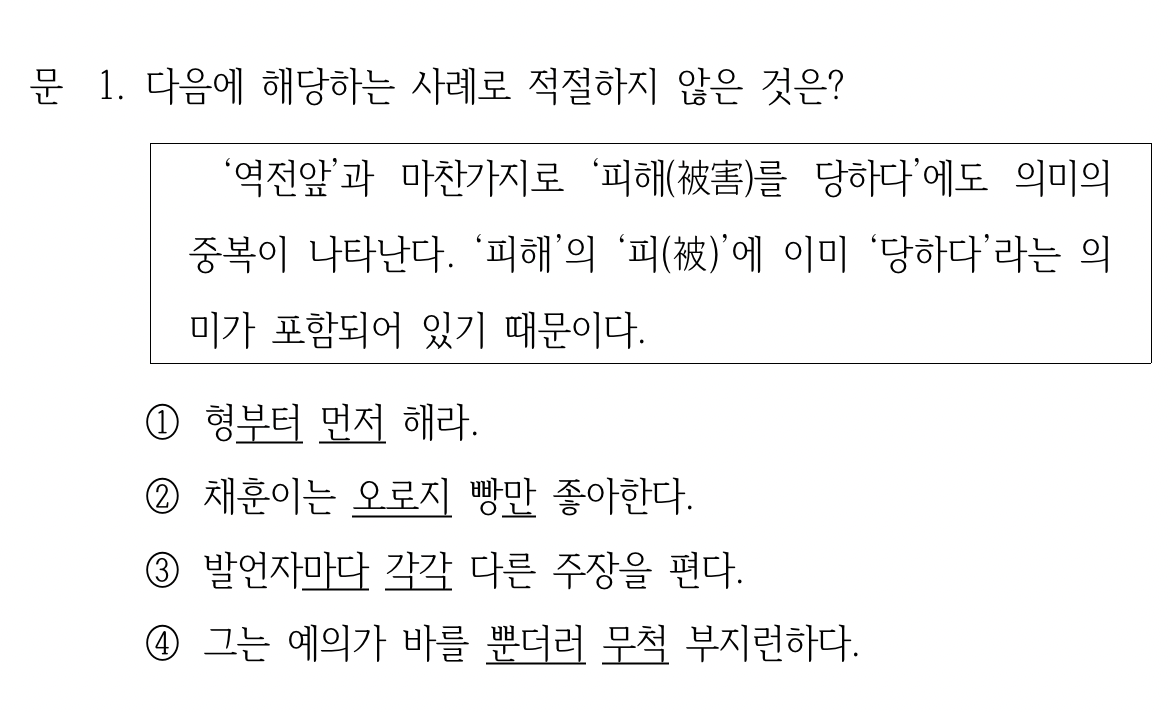 문 1. 다음에 해당하는 사례로 적절하지 않은 것은?
‘역전앞’과 마찬가지로 ‘피해(被害)를 당하다’에도 의미의
중복이 나타난다. ‘피해’의 ‘피(被)’에 이미 ‘당하다’라는 의
미가 포함되어 있기 때문이다.
① 형부터 먼저 해라.
② 채훈이는 오로지 빵만 좋아한다.
③ 발언자마다 각각 다른 주장을 편다.
④ 그는 예의가 바를 뿐더러 무척 부지런하다.